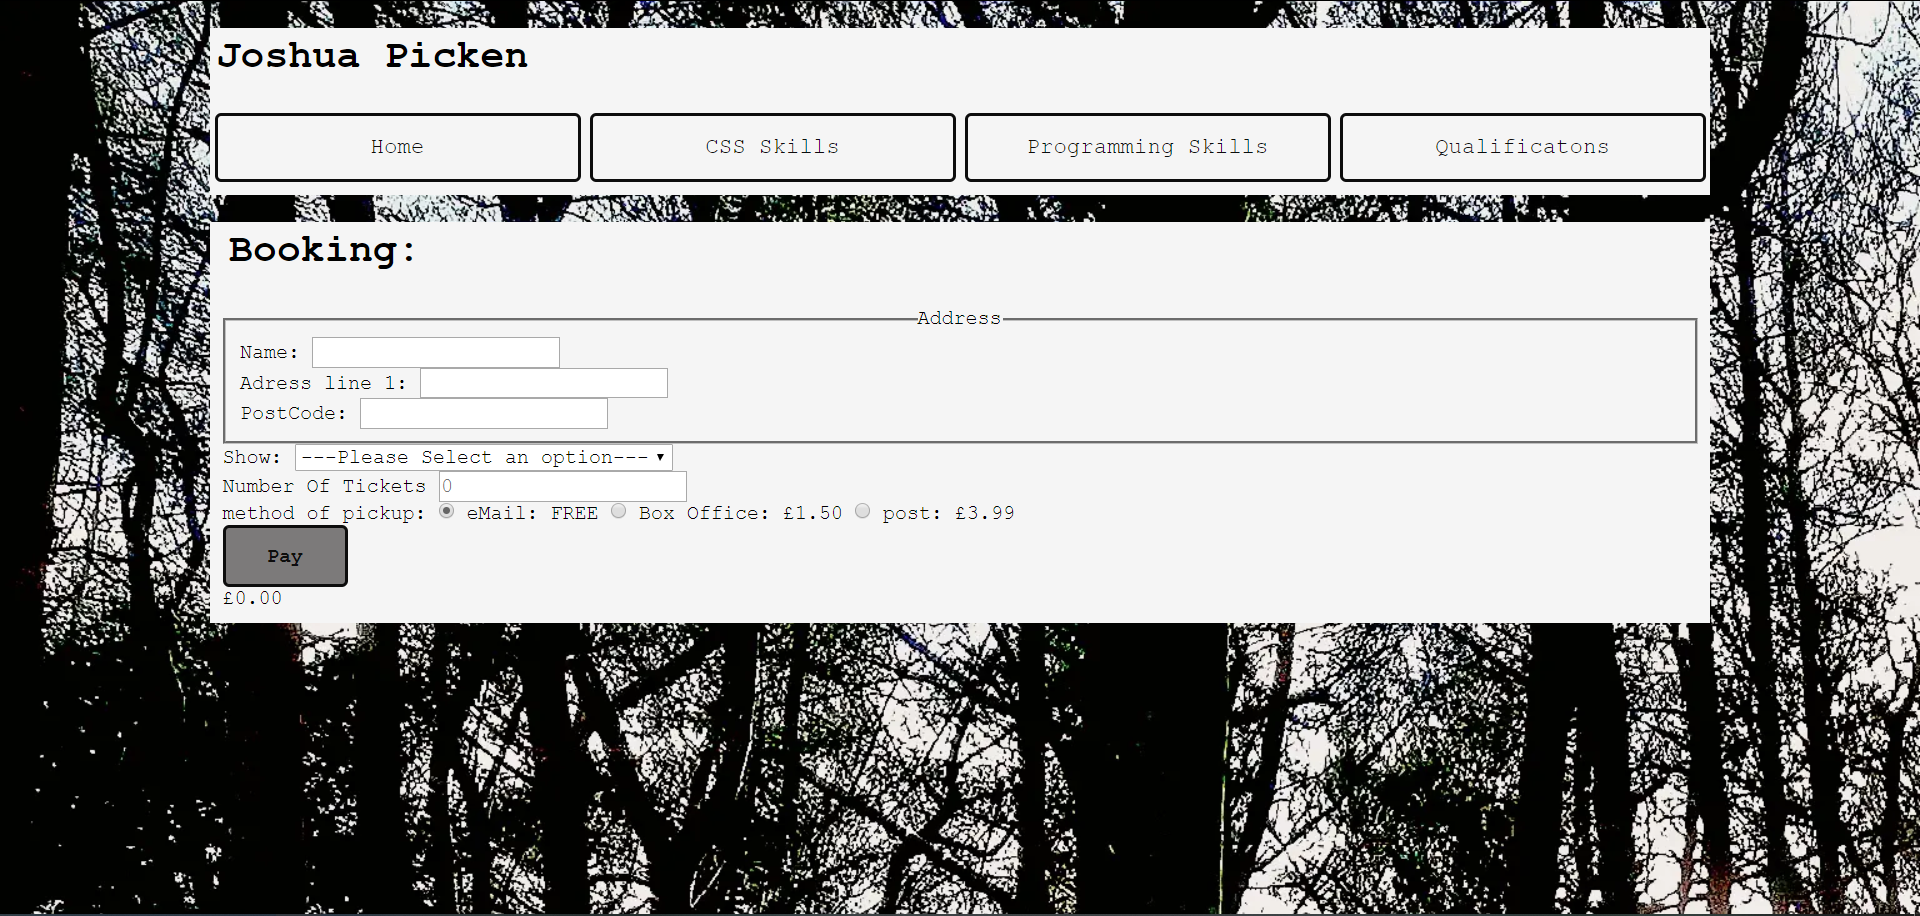 Joshua Picken
Home CSS Skills Programming Skills Qualificatons
Booking:
Address
Name:
Adress line 1:
PostCode:
Show: ---Please Select an option---
Number Of Tickets 0
method of pickup: eMail: FREE Box Office: £1.50 post: £3.99
Pay
£0.00